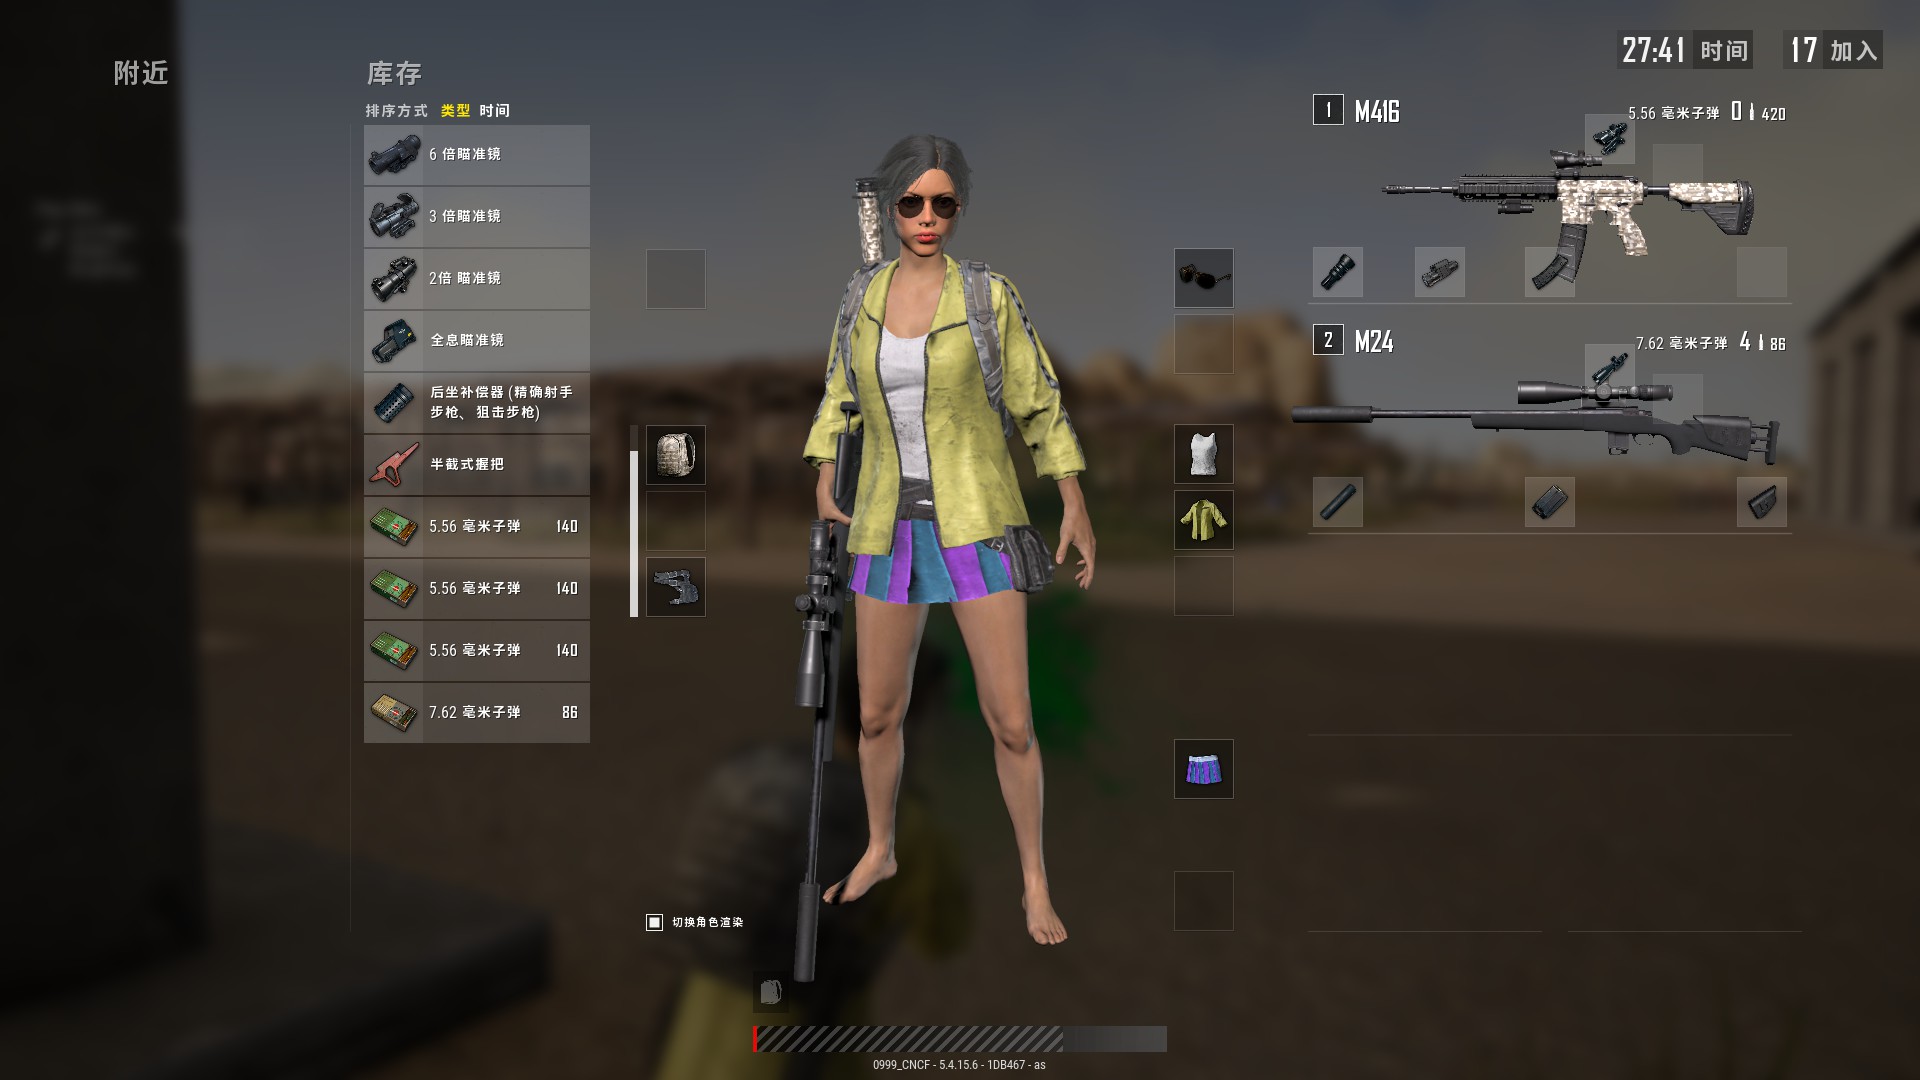 附近
库存
排序方式 类型 时间
6 倍瞄准镜
3 倍瞄准镜
2倍 瞄准镜
全息瞄准镜
后坐补偿器 (精确射手
步枪、狙击步枪)
半截式握把
5.56 毫米子弹 140
5.56 毫米子弹 140
5.56 毫米子弹 140
7.62 毫米子弹 86
切换角色渲染
27:41 时间 17 加入
1 M416 5.56 毫米子弹 0 420
2 M24 7.62 毫米子弹 4 86
0999_CNCF - 5.4.15.6 - 1DB467 - as